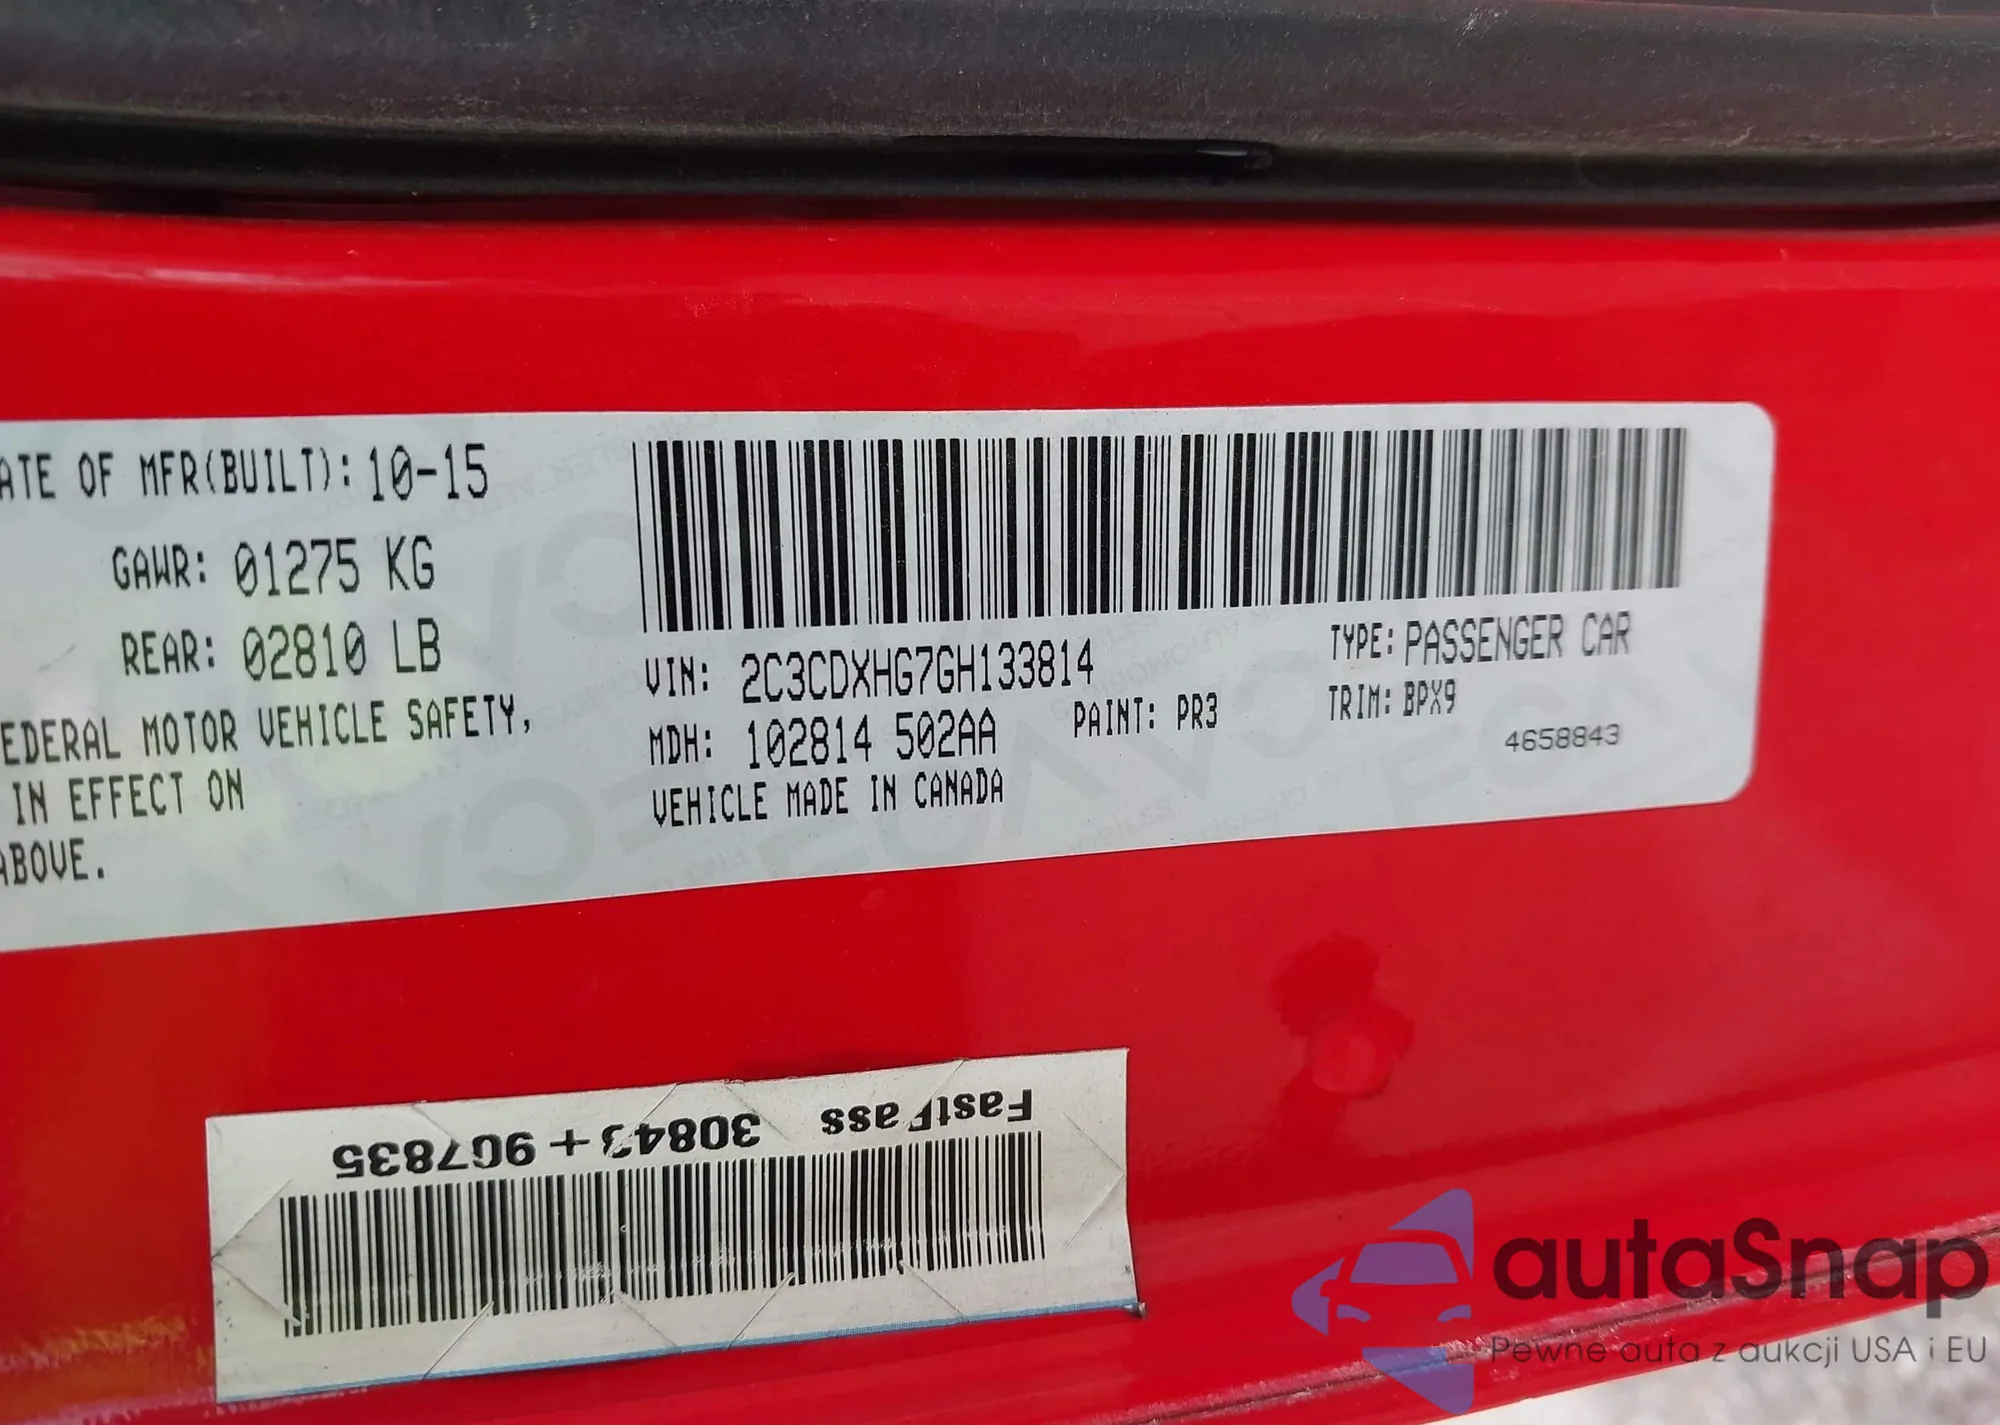 ATE OF MFR(BUILT): 10-15
GAWR: 01275 KG
REAR: 02810 LB
EDERAL MOTOR VEHICLE SAFETY,
IN EFFECT ON
ABOVE.
VIN: 2C3CDXHG7GH133814
TYPE: PASSENGER CAR
MDH: 102814 502AA
PAINT: PR3
TRIM: BPX9
VEHICLE MADE IN CANADA
4658843
FastPass 30843 + 907835
autaSnap
Pewne auta z aukcji USA i EU